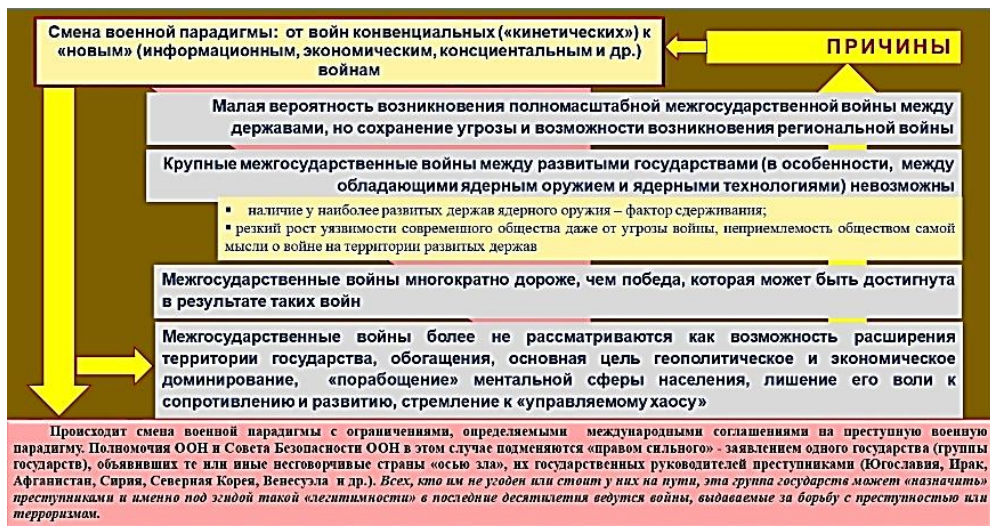 Смена военной парадигмы: от войн конвенциальных («кинетических») к
«новым» (информационным, экономическим, консциентальным и др.)
войнам
ПРИЧИНЫ
Малая вероятность возникновения полномасштабной межгосударственной войны между
державами, но сохранение угрозы и возможности возникновения региональной войны
Крупные межгосударственные войны между развитыми государствами (в особенности, между
обладающими ядерным оружием и ядерными технологиями) невозможны
▪ наличие у наиболее развитых держав ядерного оружия – фактор сдерживания;
▪ резкий рост уязвимости современного общества даже от угрозы войны, неприемлемость обществом самой
мысли о войне на территории развитых держав
Межгосударственные войны многократно дороже, чем победа, которая может быть достигнута
в результате таких войн
Межгосударственные войны более не рассматриваются как возможность расширения
территории государства, обогащения, основная цель геополитическое и экономическое
доминирование, «порабощение» ментальной сферы населения, лишение его воли к
сопротивлению и развитию, стремление к «управляемому хаосу»
Происходит смена военной парадигмы с ограничениями, определяемыми международными соглашениями на преступную военную
парадигму. Полномочия ООН и Совета Безопасности ООН в этом случае подменяются «правом сильного» - заявлением одного государства (группы
государств), объявивших те или иные несговорчивые страны «осью зла», их государственных руководителей преступниками (Югославия, Ирак,
Афганистан, Сирия, Северная Корея, Венесуэла и др.). Всех, кто им не угоден или стоит у них на пути, эта группа государств может «назначить»
преступниками и именно под эгидой такой «легитимности» в последние десятилетия ведутся войны, выдаваемые за борьбу с преступностью или
терроризмом.